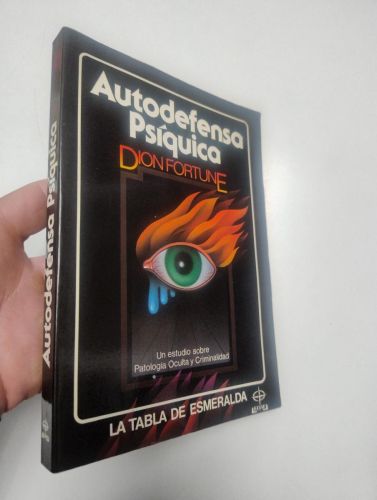 Autodefensa
Psíquica
DION FORTUNE
Un estudio sobre
Patología Oculta y Criminalidad
LA TABLA DE ESMERALDA
Autodefensa Psíquica